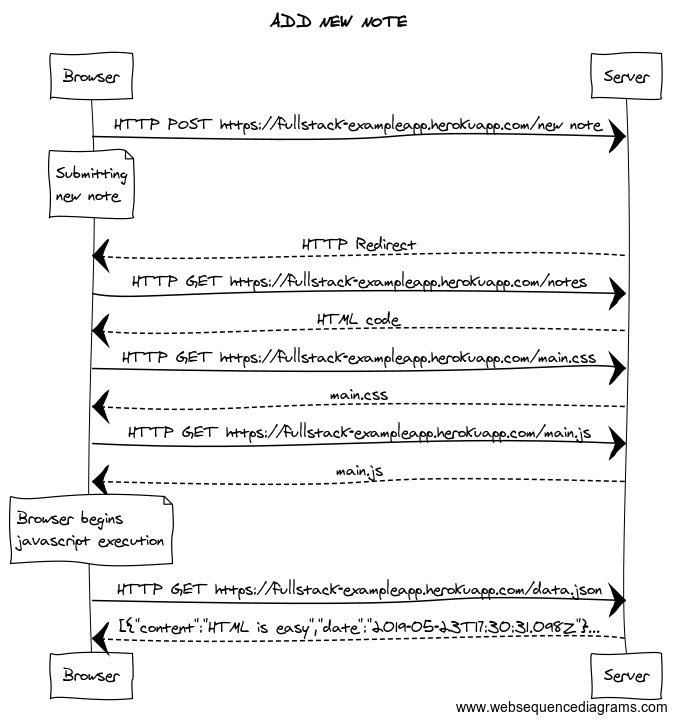 ADD NEW NOTE
Browser
Server
HTTP POST https://fullstack-exampleapp.herokuapp.com/new note
Submitting
new note
HTTP Redirect
HTTP GET https://fullstack-exampleapp.herokuapp.com/notes
HTML code
HTTP GET https://fullstack-exampleapp.herokuapp.com/main.css
main.css
HTTP GET https://fullstack-exampleapp.herokuapp.com/main.js
main.js
Browser begins
javascript execution
HTTP GET https://fullstack-exampleapp.herokuapp.com/data.json
[{"content":"HTML is easy","date":"2019-05-23T17:30:31.098Z"}...
Browser
Server
www.websequencediagrams.com